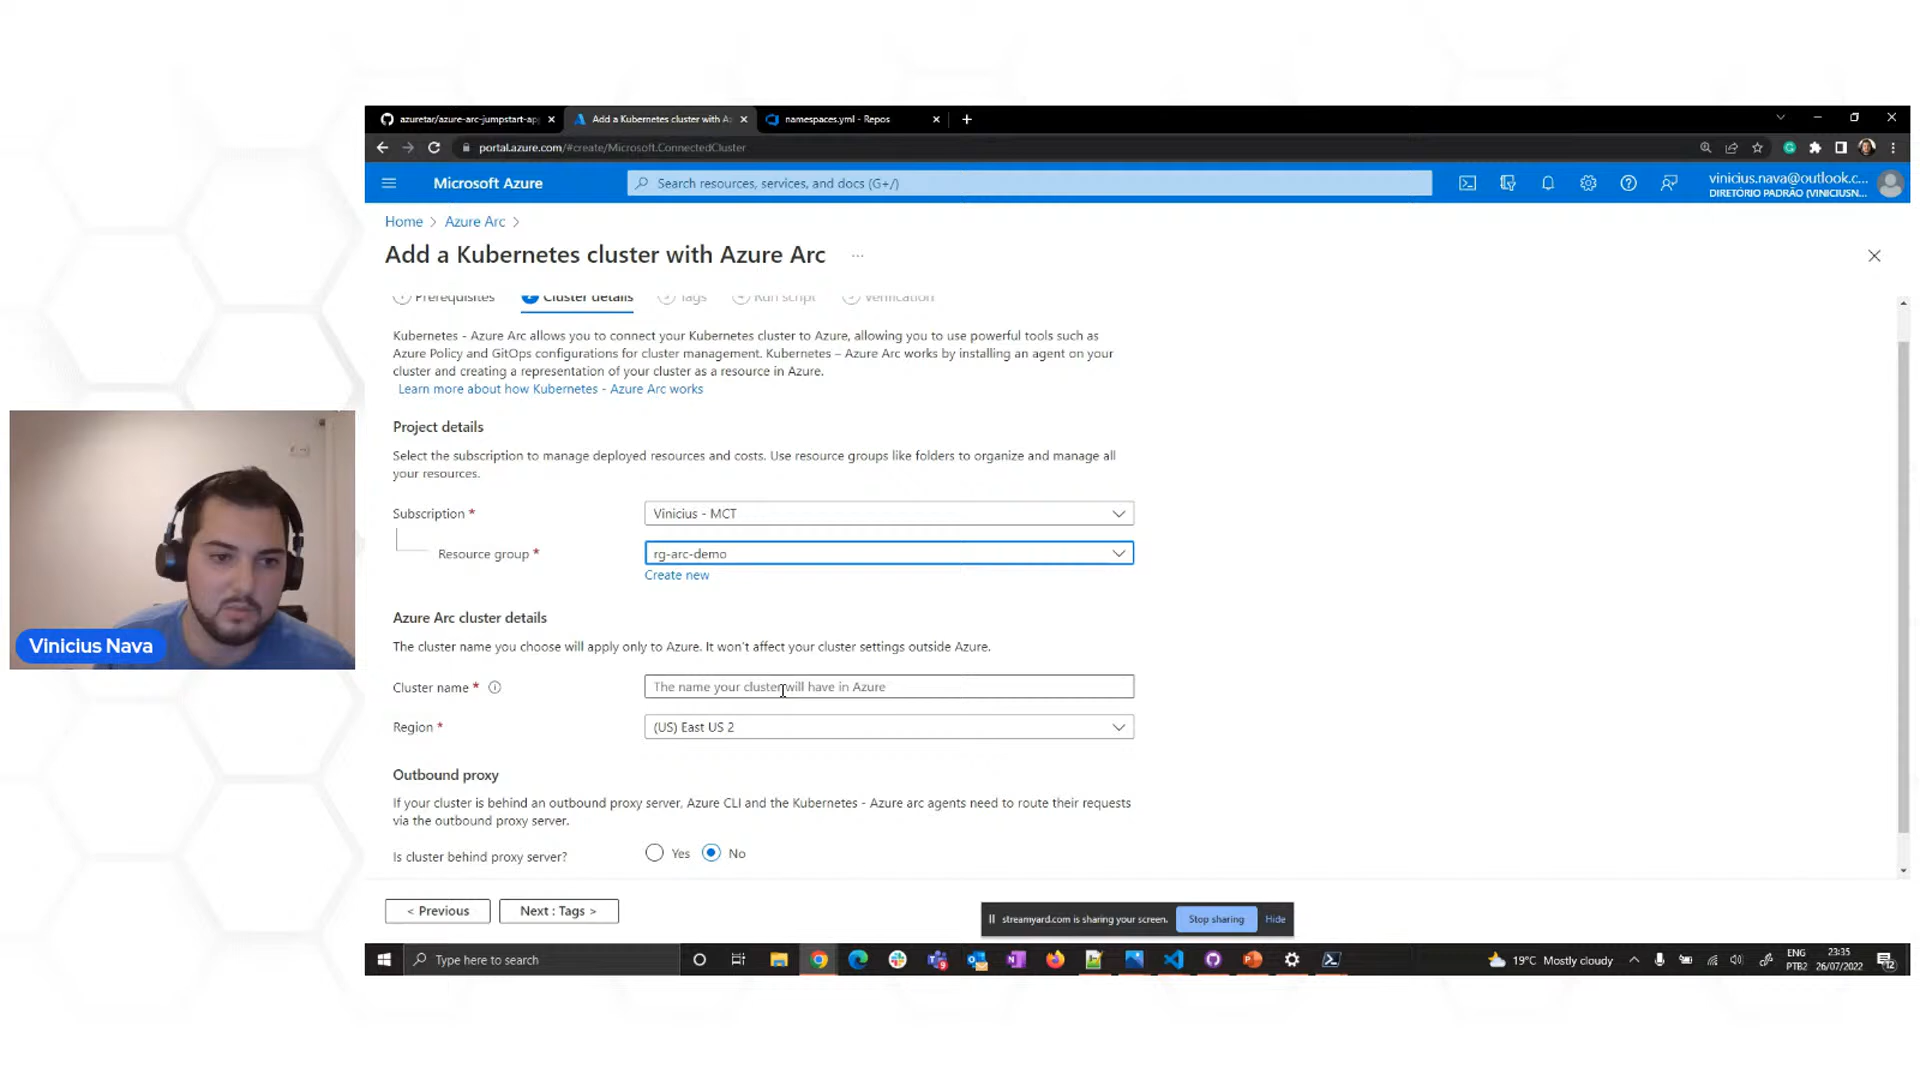 azuretar/azure-arc-jumpstart-ap
Add a Kubernetes cluster with A
namespaces.yml - Repos
portal.azure.com/#create/Microsoft.ConnectedCluster
Microsoft Azure
Search resources, services, and docs (G+/)
vinicius.nava@outlook.c...
DIRETÓRIO PADRÃO (VINICIUSN...
Home > Azure Arc >
Add a Kubernetes cluster with Azure Arc ...
1 Prerequisites
2 Cluster details
3 Tags
4 Run script
5 Verification
Kubernetes - Azure Arc allows you to connect your Kubernetes cluster to Azure, allowing you to use powerful tools such as
Azure Policy and GitOps configurations for cluster management. Kubernetes – Azure Arc works by installing an agent on your
cluster and creating a representation of your cluster as a resource in Azure.
Learn more about how Kubernetes - Azure Arc works
Project details
Select the subscription to manage deployed resources and costs. Use resource groups like folders to organize and manage all
your resources.
Subscription *
Vinicius - MCT
Resource group *
rg-arc-demo
Create new
Azure Arc cluster details
The cluster name you choose will apply only to Azure. It won't affect your cluster settings outside Azure.
Cluster name *
The name your cluster will have in Azure
Region *
(US) East US 2
Outbound proxy
If your cluster is behind an outbound proxy server, Azure CLI and the Kubernetes - Azure arc agents need to route their requests
via the outbound proxy server.
Is cluster behind proxy server?
Yes
No
< Previous
Next : Tags >
streamyard.com is sharing your screen.
Stop sharing
Hide
Vinicius Nava
Type here to search
19°C Mostly cloudy
ENG
PTB2
23:35
26/07/2022
12